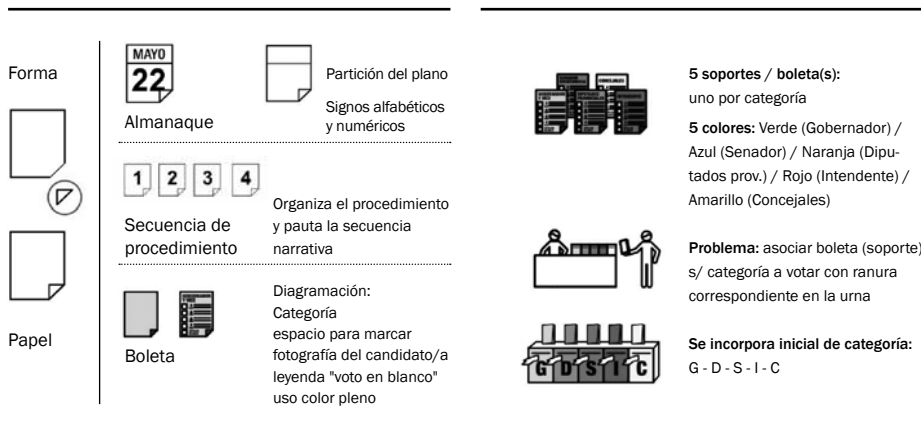 Forma
Papel
MAYO
22
Almanaque
Partición del plano
Signos alfabéticos
y numéricos
1 2 3 4
Secuencia de
procedimiento
Organiza el procedimiento
y pauta la secuencia
narrativa
Boleta
Diagramación:
Categoría
espacio para marcar
fotografía del candidato/a
leyenda "voto en blanco"
uso color pleno
5 soportes / boleta(s):
uno por categoría
5 colores: Verde (Gobernador) /
Azul (Senador) / Naranja (Dipu-
tados prov.) / Rojo (Intendente) /
Amarillo (Concejales)
Problema: asociar boleta (soporte)
s/ categoría a votar con ranura
correspondiente en la urna
G D S I C
Se incorpora inicial de categoría:
G - D - S - I - C